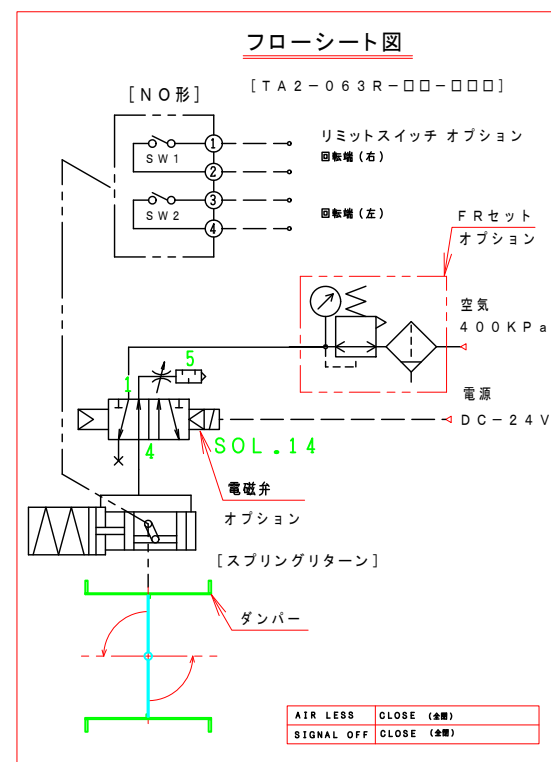 フローシート図
[TA2-063R-□□-□□□]
[NO形]
リミットスイッチ オプション
① SW1
回転端(右)
②
③ SW2
回転端(左)
④
FRセット
オプション
空気
400KPa
電源
DC-24V
1
5
4
SOL.14
電磁弁
オプション
[スプリングリターン]
ダンパー
AIR LESS CLOSE (全閉)
SIGNAL OFF CLOSE (全閉)